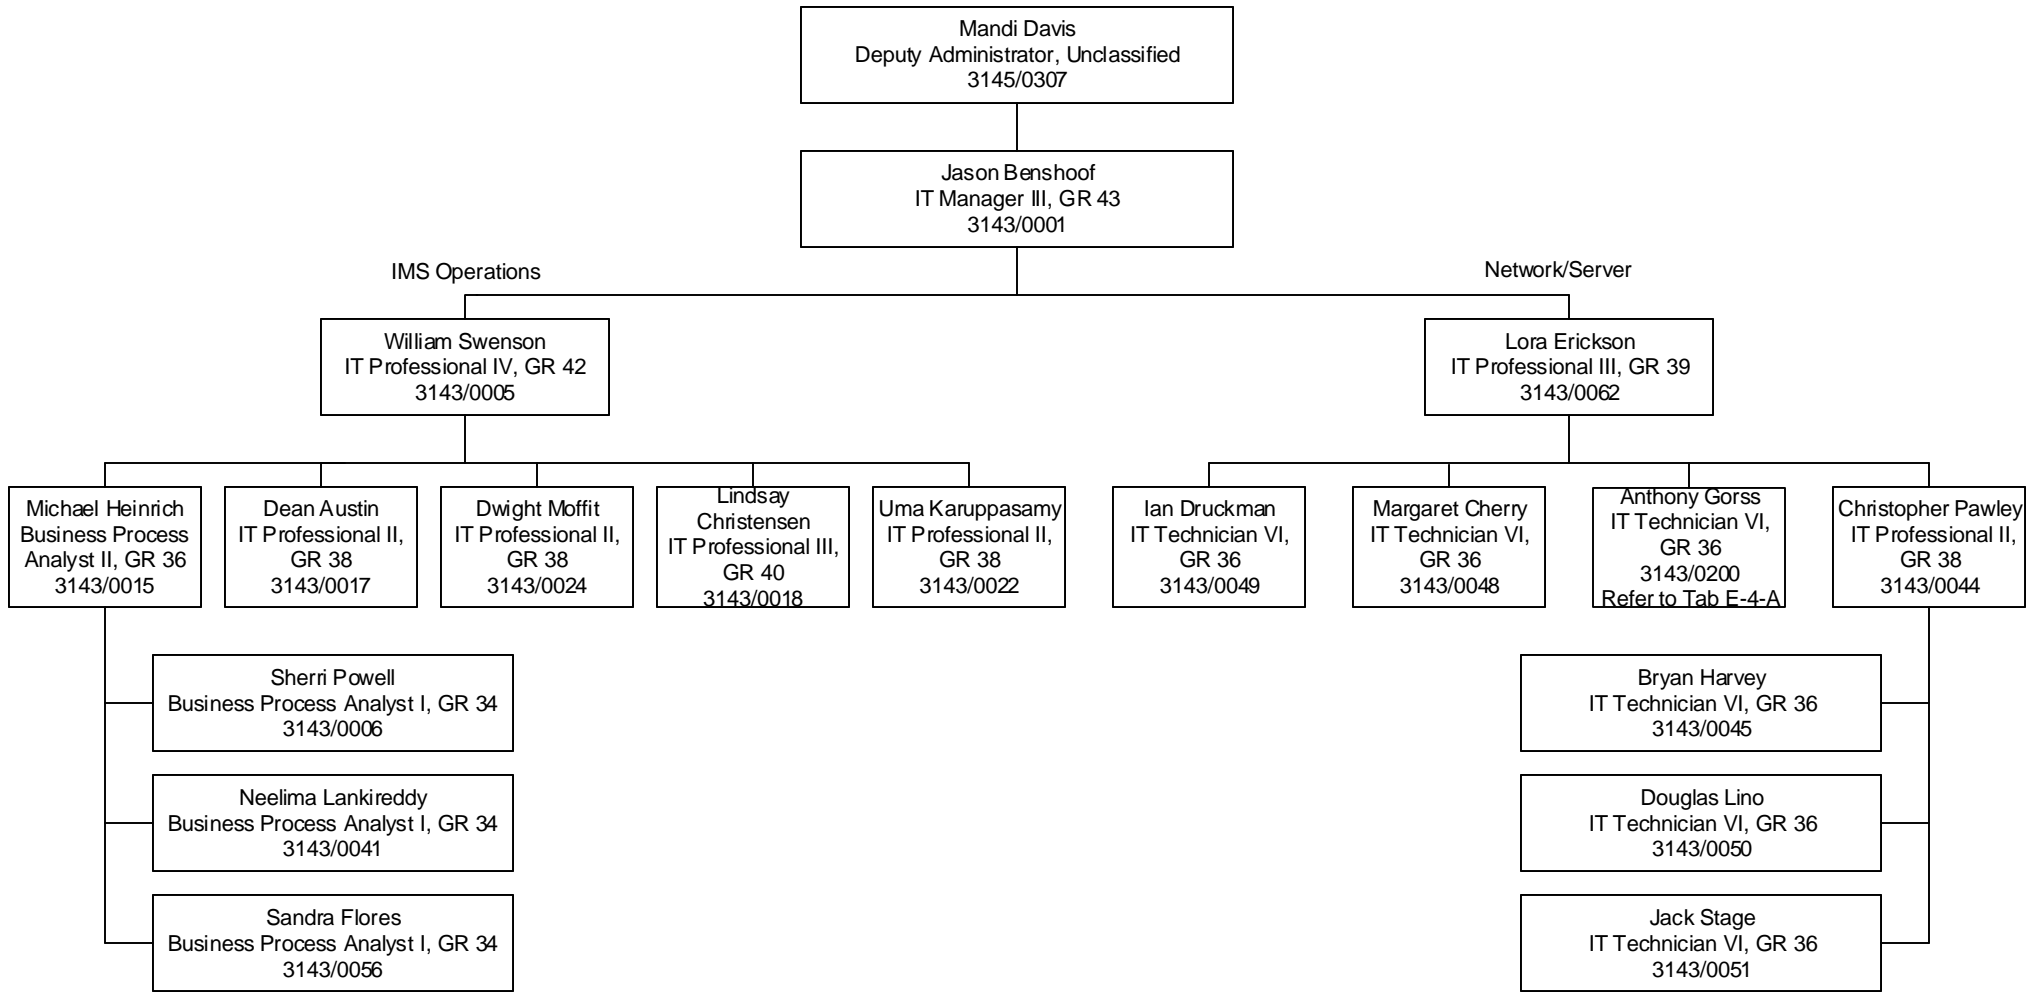 Mandi Davis
Deputy Administrator, Unclassified
3145/0307
Jason Benshoof
IT Manager III, GR 43
3143/0001
IMS Operations
Network/Server
William Swenson
IT Professional IV, GR 42
3143/0005
Lora Erickson
IT Professional III, GR 39
3143/0062
Michael Heinrich
Business Process
Analyst II, GR 36
3143/0015
Dean Austin
IT Professional II,
GR 38
3143/0017
Dwight Moffit
IT Professional II,
GR 38
3143/0024
Lindsay
Christensen
IT Professional III,
GR 40
3143/0018
Uma Karuppasamy
IT Professional II,
GR 38
3143/0022
Ian Druckman
IT Technician VI,
GR 36
3143/0049
Margaret Cherry
IT Technician VI,
GR 36
3143/0048
Anthony Gorss
IT Technician VI,
GR 36
3143/0200
Refer to Tab E-4-A
Christopher Pawley
IT Professional II,
GR 38
3143/0044
Sherri Powell
Business Process Analyst I, GR 34
3143/0006
Neelima Lankireddy
Business Process Analyst I, GR 34
3143/0041
Sandra Flores
Business Process Analyst I, GR 34
3143/0056
Bryan Harvey
IT Technician VI, GR 36
3143/0045
Douglas Lino
IT Technician VI, GR 36
3143/0050
Jack Stage
IT Technician VI, GR 36
3143/0051